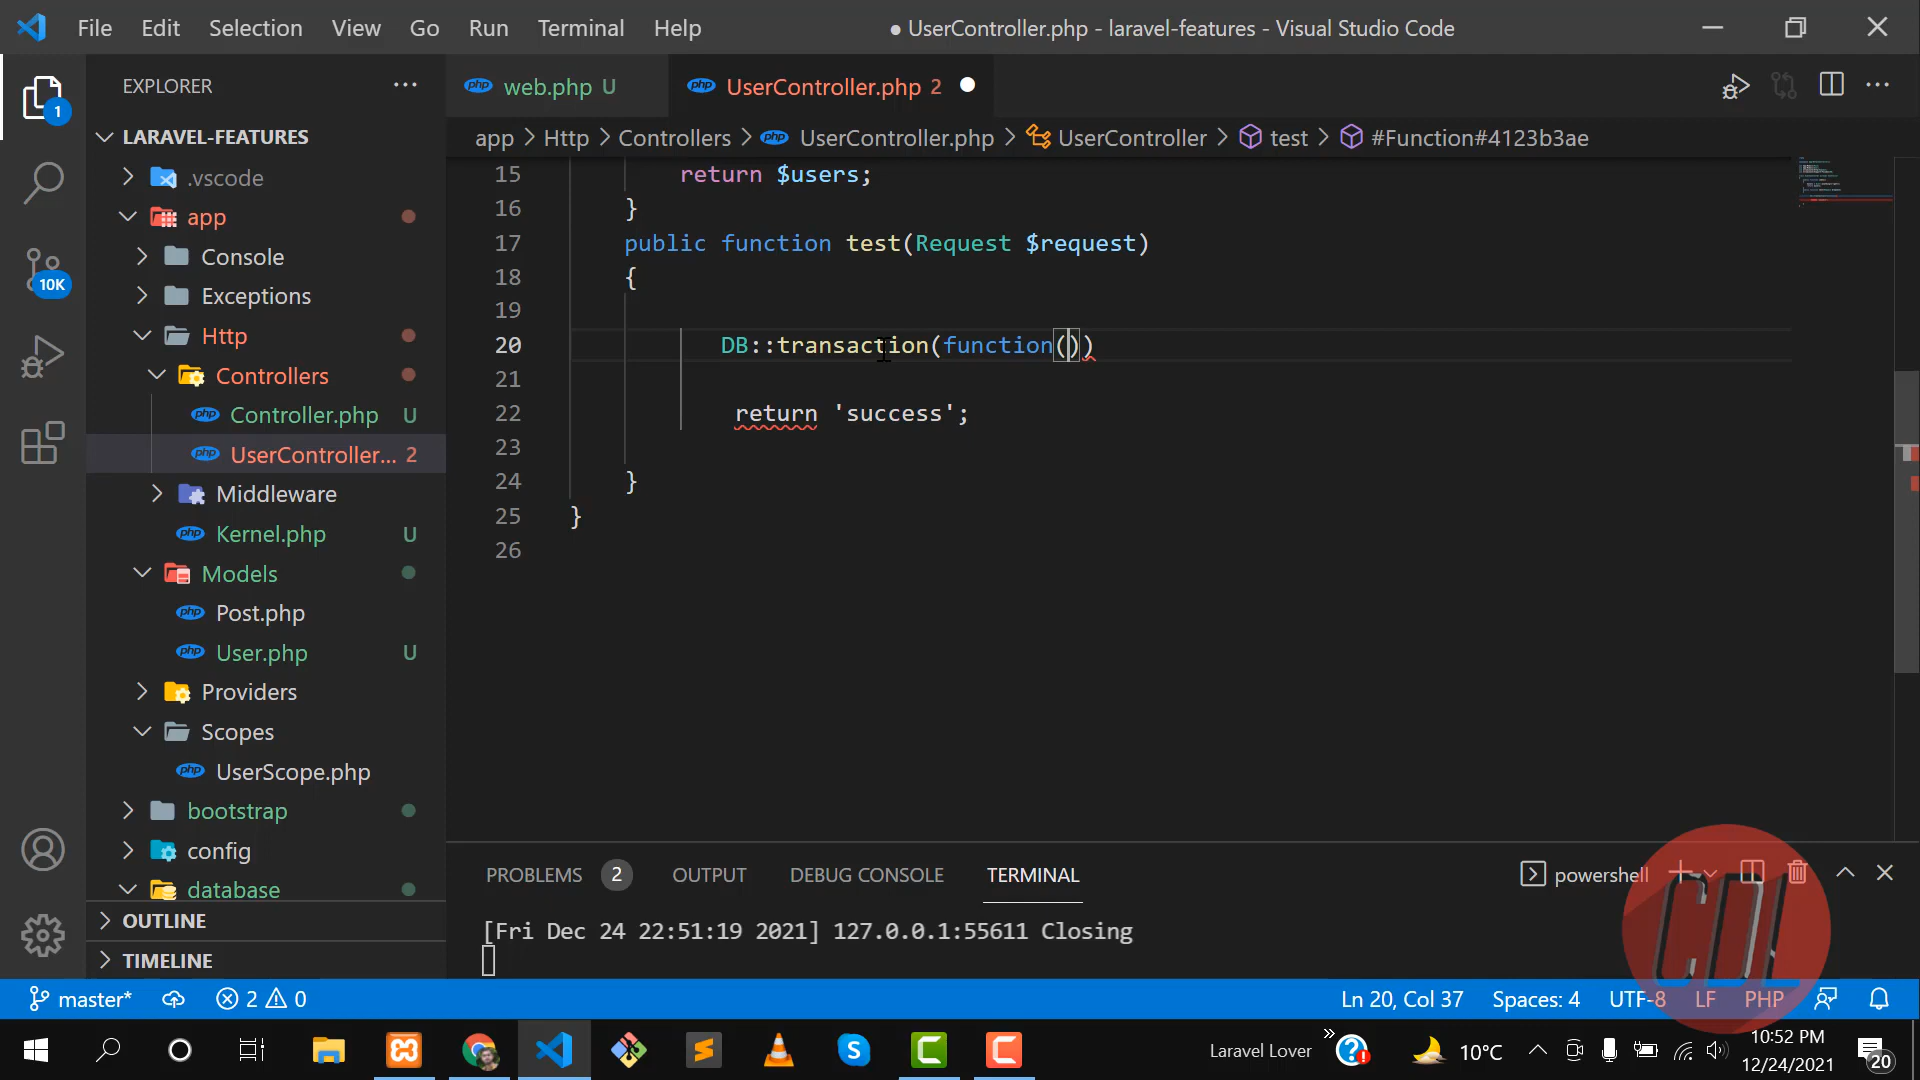 File Edit Selection View Go Run Terminal Help
● UserController.php - laravel-features - Visual Studio Code
EXPLORER
web.php U
UserController.php 2
LARAVEL-FEATURES
app > Http > Controllers > UserController.php > UserController > test > #Function#4123b3ae
.vscode
app
Console
Exceptions
Http
Controllers
Controller.php U
UserController... 2
Middleware
Kernel.php U
Models
Post.php
User.php U
Providers
Scopes
UserScope.php
bootstrap
config
database
OUTLINE
TIMELINE
1
10K
15 return $users;
16 }
17 public function test(Request $request)
18 {
19
20 DB::transaction(function())
21
22 return 'success';
23
24 }
25 }
26
PROBLEMS 2 OUTPUT DEBUG CONSOLE TERMINAL
powershell
[Fri Dec 24 22:51:19 2021] 127.0.0.1:55611 Closing
CDL
master* 2 0
Ln 20, Col 37 Spaces: 4 UTF-8 LF PHP
Laravel Lover
10°C
10:52 PM
12/24/2021
20